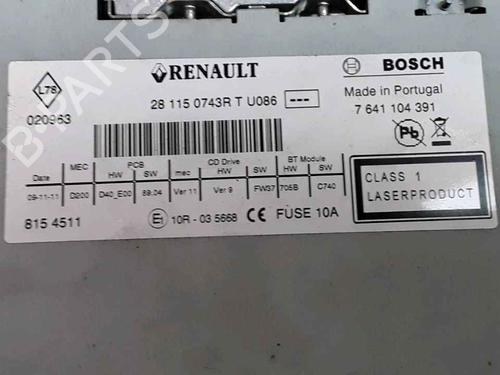 L78
020963
RENAULT
28 115 0743R T U086
---
BOSCH
Made in Portugal
7 641 104 391
Pb
Date MEC PCB HW SW CD Drive mec HW SW BT Module HW SW
09-11-11 D200 D40_E00 89.04 Ver 11 Ver 9 FW37 705B C740
815 4511
10R - 03 5668 CE FUSE 10A
CLASS 1
LASERPRODUCT
B-PARTS